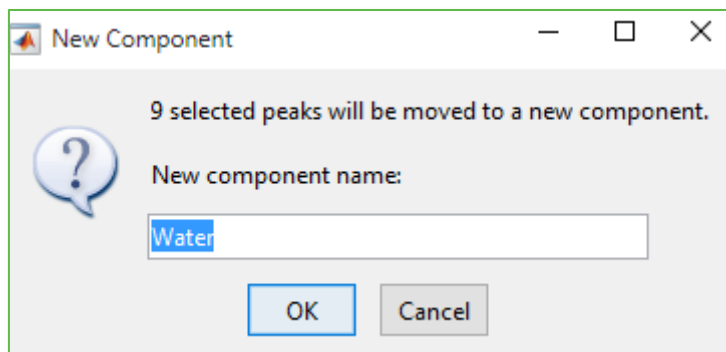 New Component
9 selected peaks will be moved to a new component.
New component name:
Water
OK
Cancel